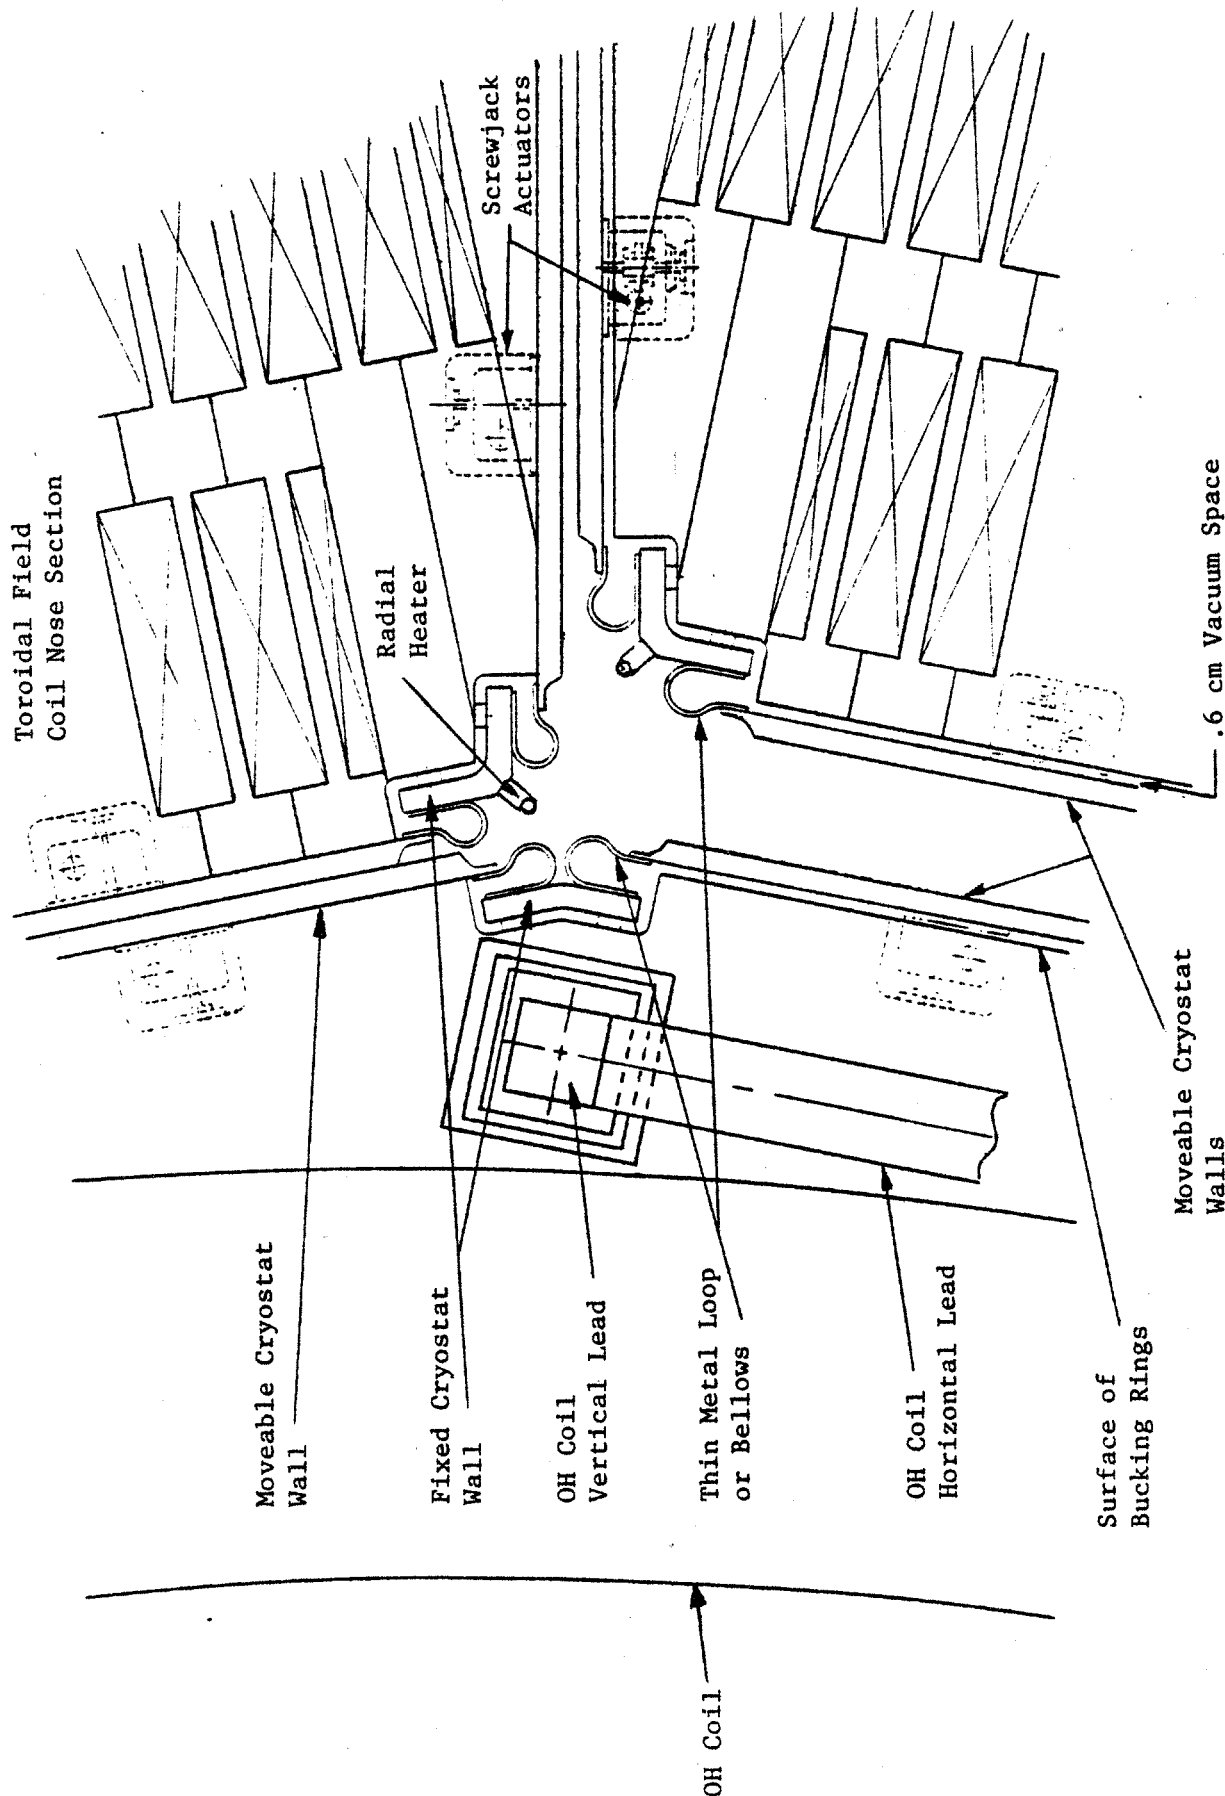 Toroidal Field
Coil Nose Section
Screwjack
Actuators
Radial
Heater
Moveable Cryostat
Wall
Fixed Cryostat
Wall
OH Coil
Vertical Lead
Thin Metal Loop
or Bellows
OH Coil
Horizontal Lead
Surface of
Bucking Rings
Moveable Cryostat
Walls
.6 cm Vacuum Space
OH Coil